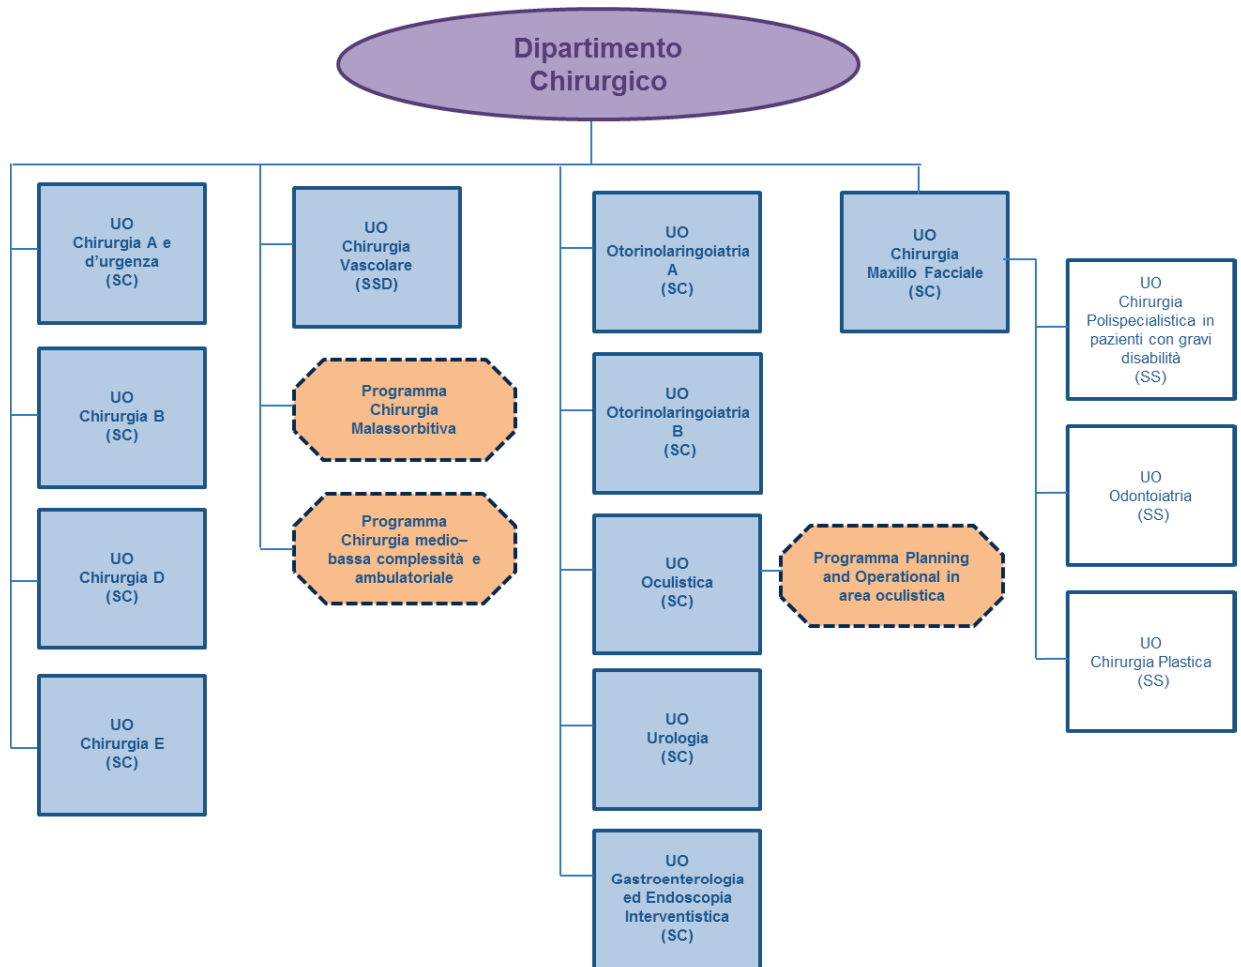 Dipartimento
Chirurgico
UO
Chirurgia A e
d’urgenza
(SC)
UO
Chirurgia B
(SC)
UO
Chirurgia D
(SC)
UO
Chirurgia E
(SC)
UO
Chirurgia
Vascolare
(SSD)
Programma
Chirurgia
Malassorbitiva
Programma
Chirurgia medio–
bassa complessità e
ambulatoriale
UO
Otorinolaringoiatria
A
(SC)
UO
Otorinolaringoiatria
B
(SC)
UO
Oculistica
(SC)
Programma Planning
and Operational in
area oculistica
UO
Urologia
(SC)
UO
Gastroenterologia
ed Endoscopia
Interventistica
(SC)
UO
Chirurgia
Maxillo Facciale
(SC)
UO
Chirurgia
Polispecialistica in
pazienti con gravi
disabilità
(SS)
UO
Odontoiatria
(SS)
UO
Chirurgia Plastica
(SS)